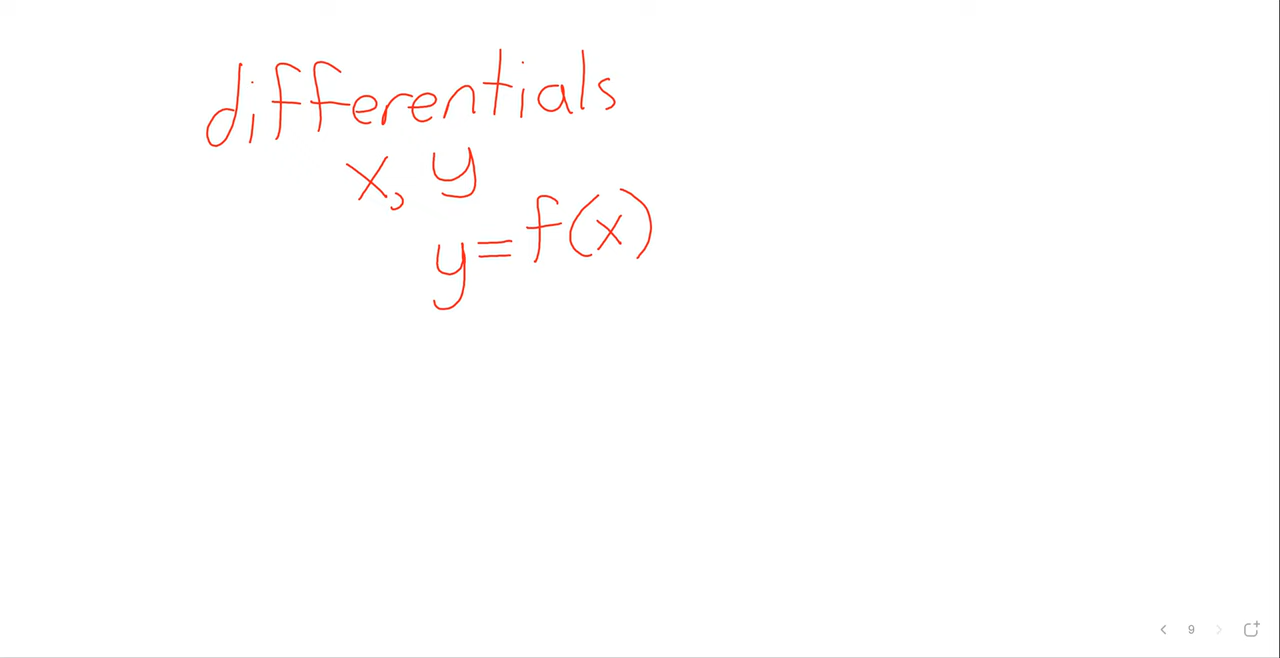 differentials
x, y
y=f(x)
9